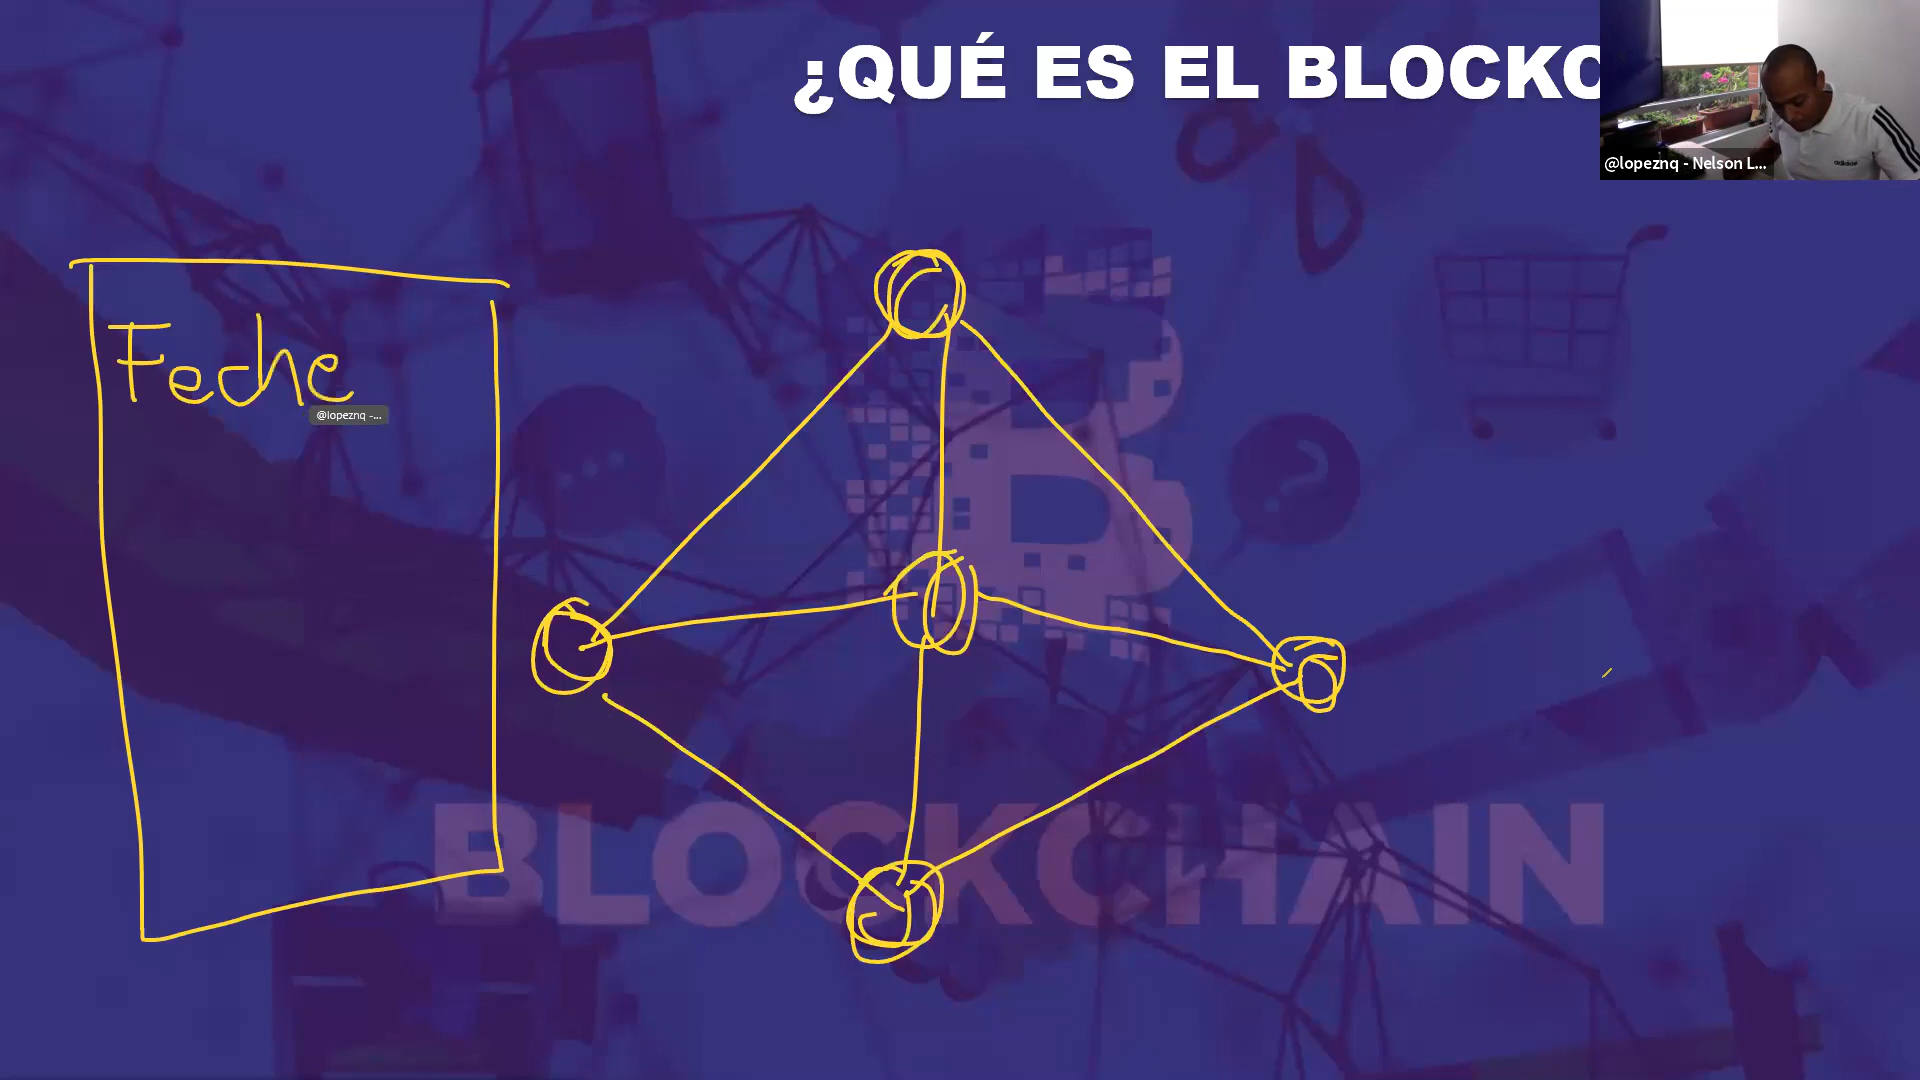 ¿QUÉ ES EL BLOCKC
@lopeznq - Nelson L...
Feche
@lopeznq -...
BLOCKCHAIN